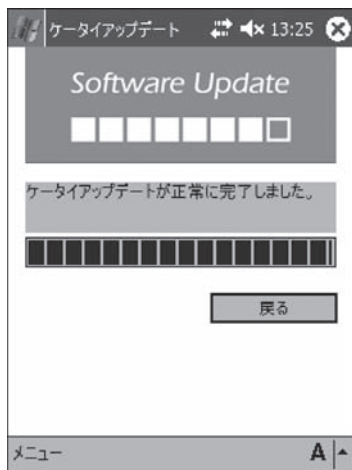 ケータイアップデート 13:25
Software Update
ケータイアップデートが正常に完了しました。
戻る
メニュー A